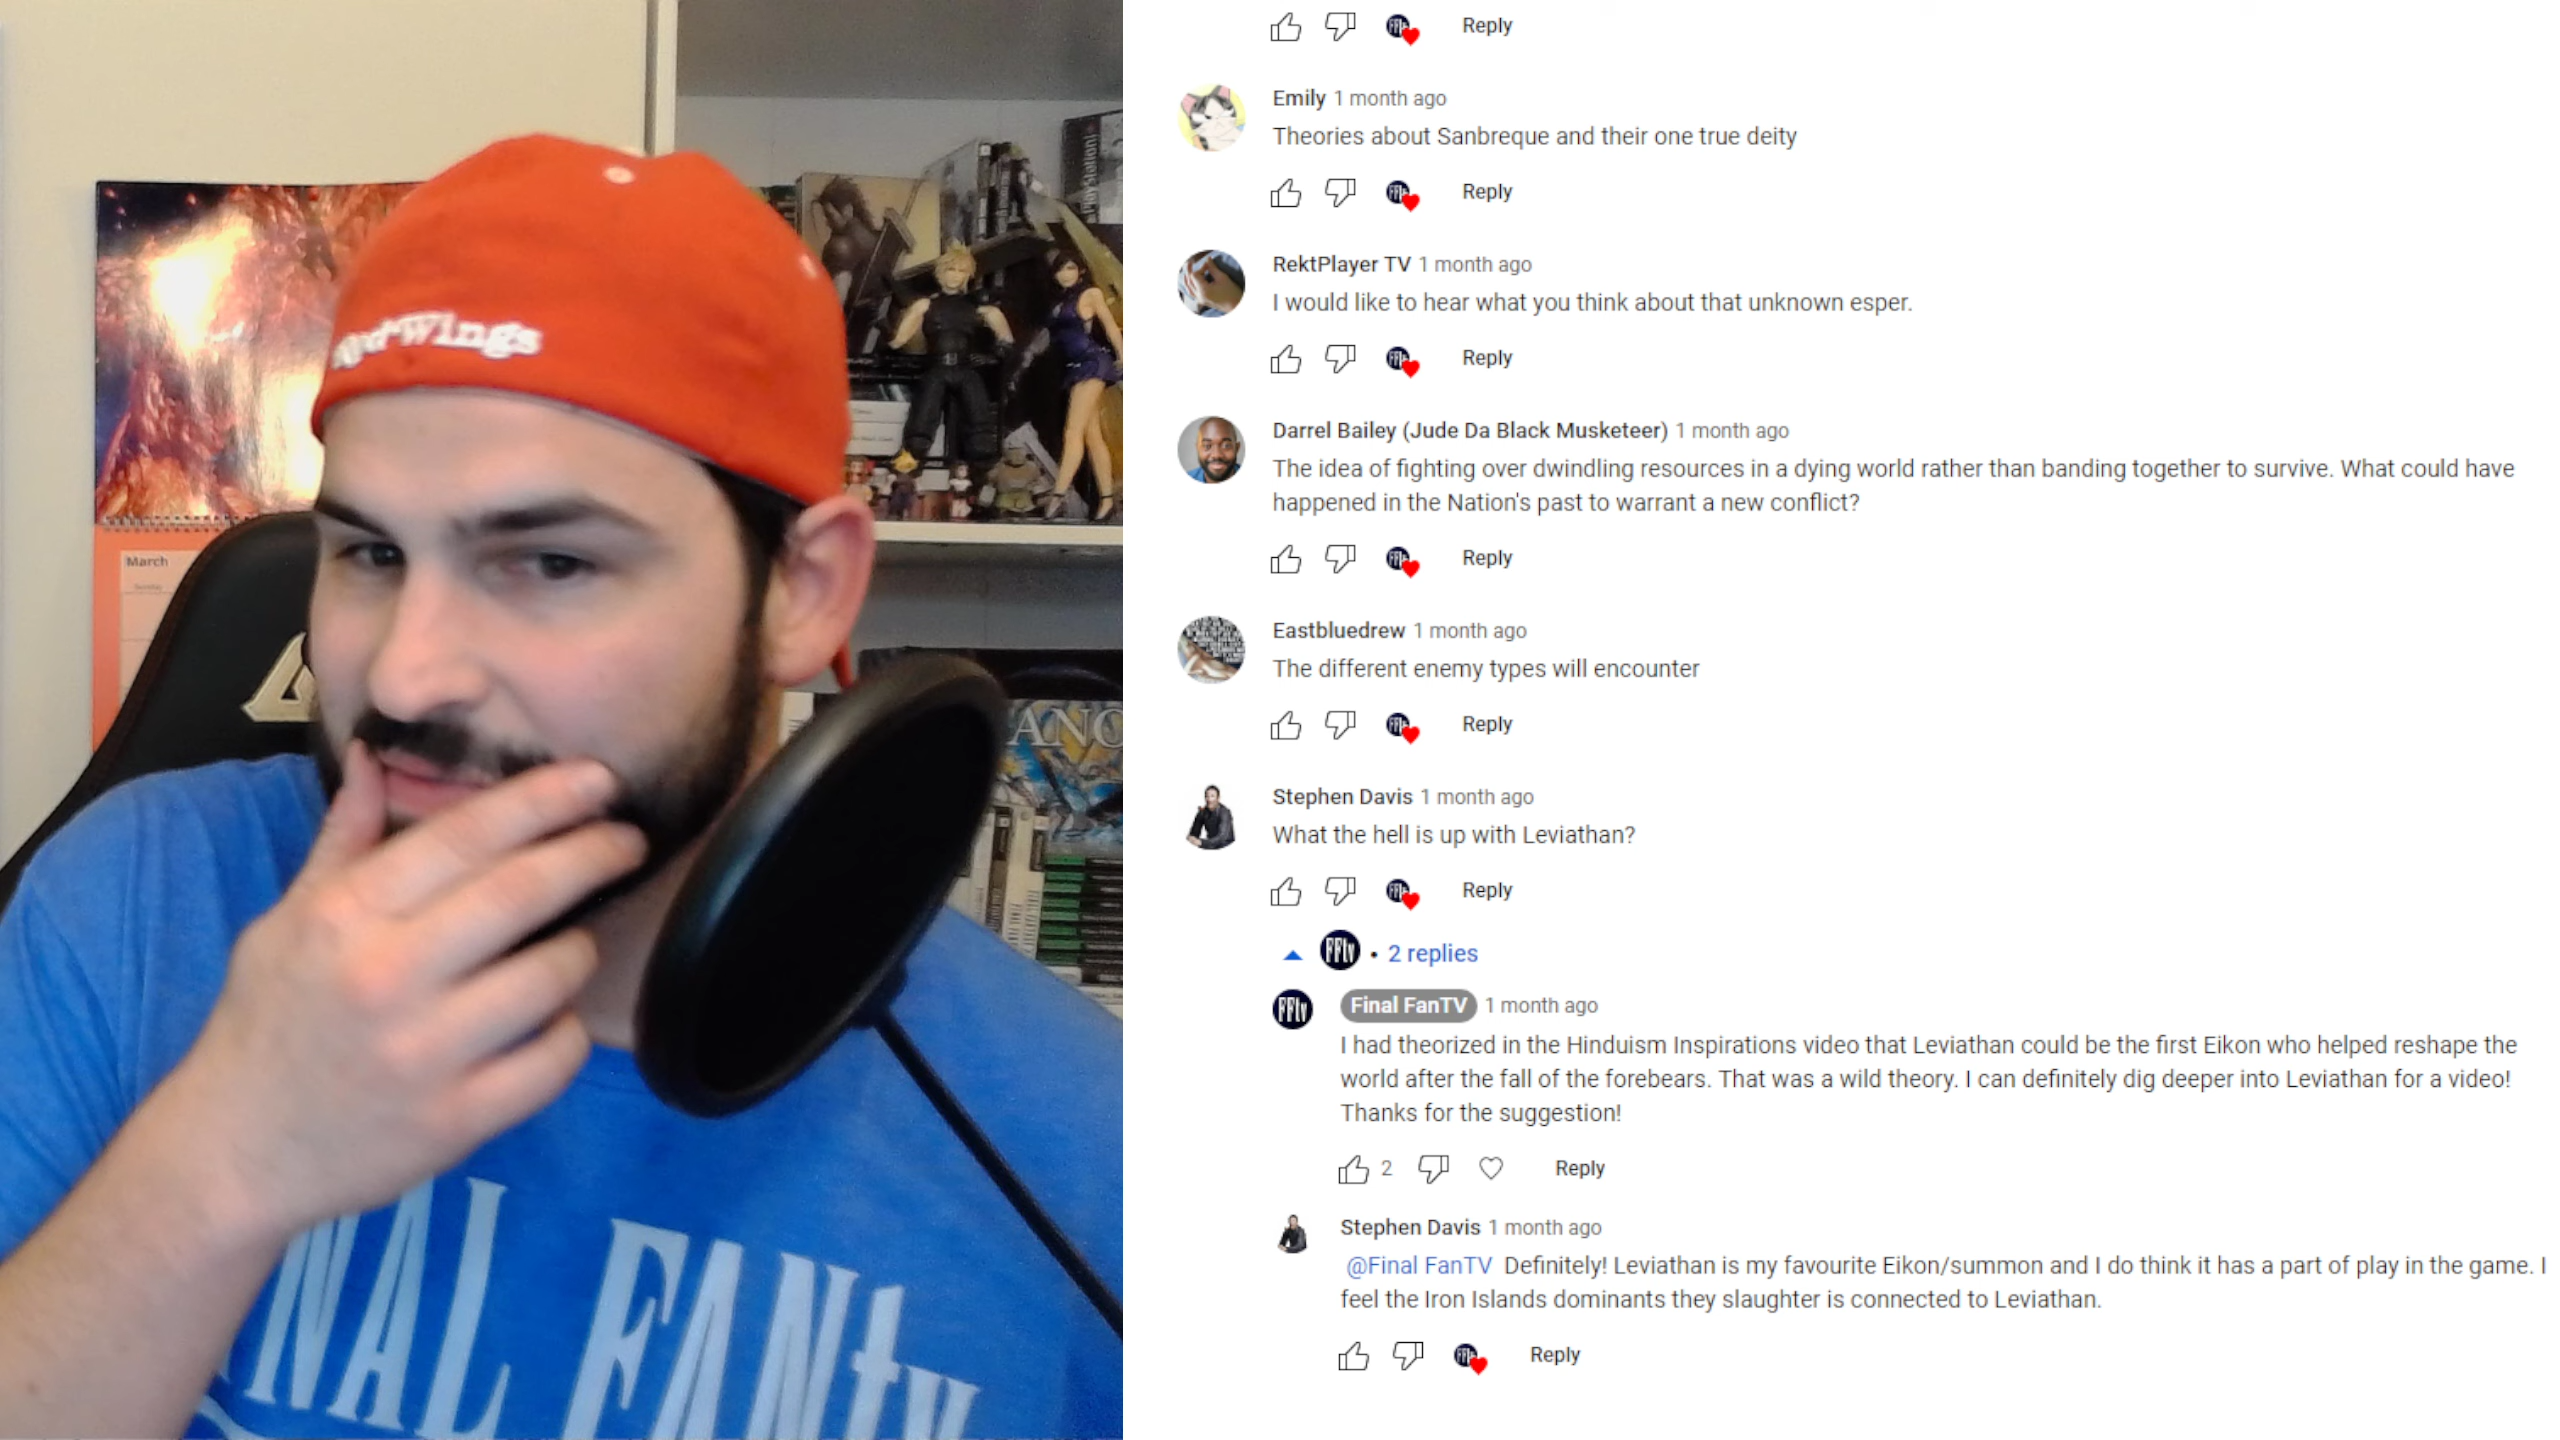 Wings
March
Sunday
PlayStation
ANO
NAL FANtv
Reply
Emily 1 month ago
Theories about Sanbreque and their one true deity
Reply
RektPlayer TV 1 month ago
I would like to hear what you think about that unknown esper.
Reply
Darrel Bailey (Jude Da Black Musketeer) 1 month ago
The idea of fighting over dwindling resources in a dying world rather than banding together to survive. What could have
happened in the Nation's past to warrant a new conflict?
Reply
Eastbluedrew 1 month ago
The different enemy types will encounter
Reply
Stephen Davis 1 month ago
What the hell is up with Leviathan?
Reply
FFtv • 2 replies
FFtv Final FanTV 1 month ago
I had theorized in the Hinduism Inspirations video that Leviathan could be the first Eikon who helped reshape the
world after the fall of the forebears. That was a wild theory. I can definitely dig deeper into Leviathan for a video!
Thanks for the suggestion!
2 Reply
Stephen Davis 1 month ago
@Final FanTV Definitely! Leviathan is my favourite Eikon/summon and I do think it has a part of play in the game. I
feel the Iron Islands dominants they slaughter is connected to Leviathan.
Reply